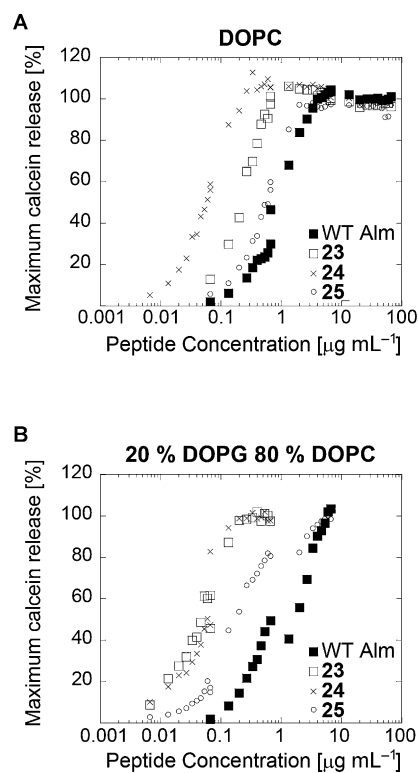 A
DOPC
Maximum calcein release [%]
120
100
80
60
40
20
0
0.001 0.01 0.1 1 10 100
Peptide Concentration [μg mL⁻¹]
WT Alm
23
24
25
B
20 % DOPG 80 % DOPC
Maximum calcein release [%]
120
100
80
60
40
20
0
0.001 0.01 0.1 1 10 100
Peptide Concentration [μg mL⁻¹]
WT Alm
23
24
25